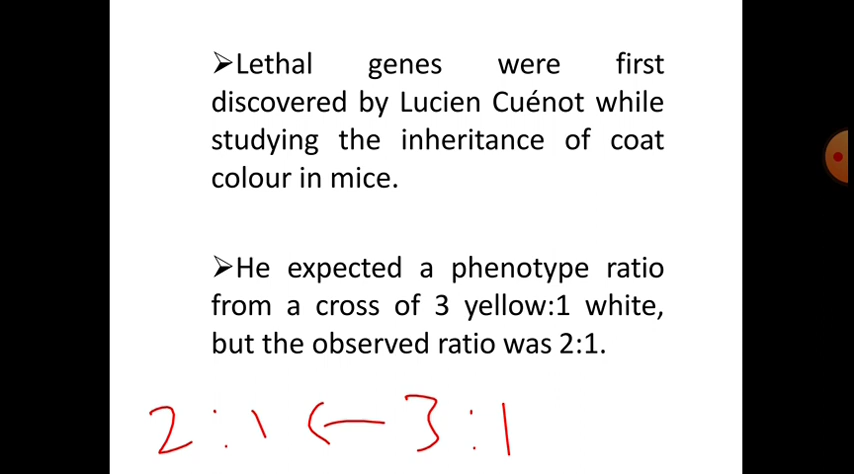 ➢Lethal genes were first
discovered by Lucien Cuénot while
studying the inheritance of coat
colour in mice.
➢He expected a phenotype ratio
from a cross of 3 yellow:1 white,
but the observed ratio was 2:1.
2 : 1 ← 3 : 1